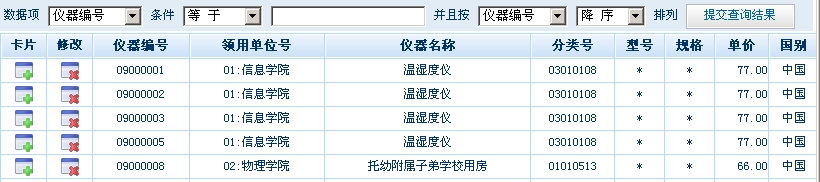 数据项 仪器编号 条件 等 于 并且按 仪器编号 降 序 排列 提交查询结果
卡片 修改 仪器编号 领用单位号 仪器名称 分类号 型号 规格 单价 国别
09000001 01:信息学院 温湿度仪 03010108 * * 77.00 中国
09000002 01:信息学院 温湿度仪 03010108 * * 77.00 中国
09000003 01:信息学院 温湿度仪 03010108 * * 77.00 中国
09000005 01:信息学院 温湿度仪 03010108 * * 77.00 中国
09000008 02:物理学院 托幼附属子弟学校用房 01010513 * * 66.00 中国